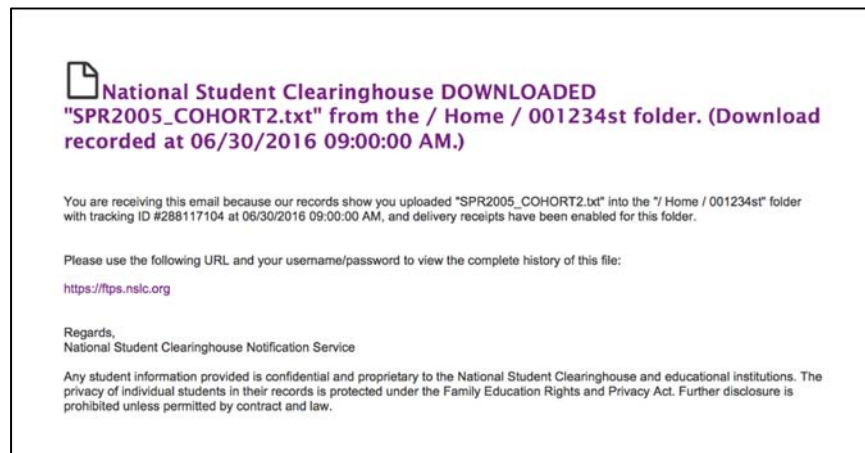 National Student Clearinghouse DOWNLOADED
"SPR2005_COHORT2.txt" from the / Home / 001234st folder. (Download
recorded at 06/30/2016 09:00:00 AM.)
You are receiving this email because our records show you uploaded "SPR2005_COHORT2.txt" into the "/ Home / 001234st" folder
with tracking ID #288117104 at 06/30/2016 09:00:00 AM, and delivery receipts have been enabled for this folder.
Please use the following URL and your username/password to view the complete history of this file:
https://ftps.nslc.org
Regards,
National Student Clearinghouse Notification Service
Any student information provided is confidential and proprietary to the National Student Clearinghouse and educational institutions. The
privacy of individual students in their records is protected under the Family Education Rights and Privacy Act. Further disclosure is
prohibited unless permitted by contract and law.